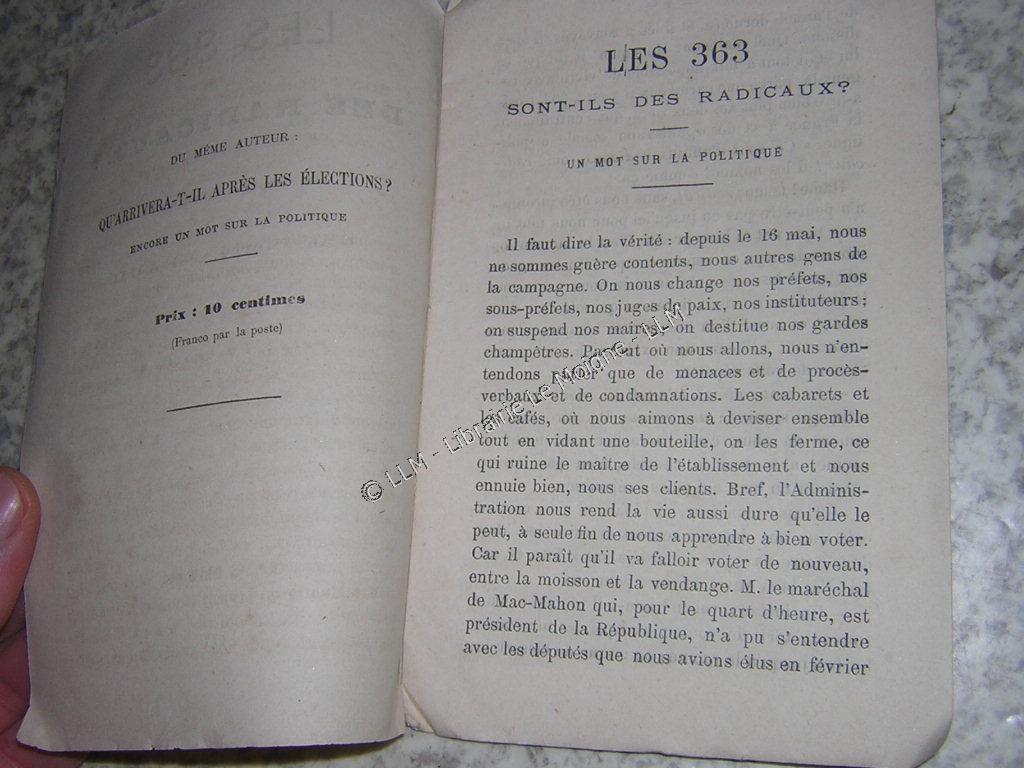 DU MÊME AUTEUR :
QU'ARRIVERA-T-IL APRÈS LES ÉLECTIONS ?
ENCORE UN MOT SUR LA POLITIQUE
Prix : 10 centimes
(Franco par la poste)
LES 363
SONT-ILS DES RADICAUX ?
UN MOT SUR LA POLITIQUE
Il faut dire la vérité : depuis le 16 mai, nous
ne sommes guère contents, nous autres gens de
la campagne. On nous change nos préfets, nos
sous-préfets, nos juges de paix, nos instituteurs ;
on suspend nos maires, on destitue nos gardes
champêtres. Partout où nous allons, nous n'en-
tendons parler que de menaces et de procès-
verbaux et de condamnations. Les cabarets et
les cafés, où nous aimons à deviser ensemble
tout en vidant une bouteille, on les ferme, ce
qui ruine le maître de l'établissement et nous
ennuie bien, nous ses clients. Bref, l'Adminis-
tration nous rend la vie aussi dure qu'elle le
peut, à seule fin de nous apprendre à bien voter.
Car il paraît qu'il va falloir voter de nouveau,
entre la moisson et la vendange. M. le maréchal
de Mac-Mahon qui, pour le quart d'heure, est
président de la République, n'a pu s'entendre
avec les députés que nous avions élus en février
© LLM - Librairie Le Moione - LLM